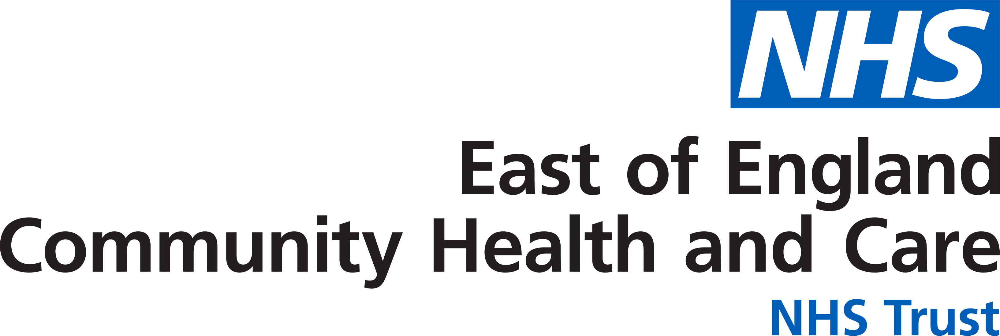 NHS
East of England
Community Health and Care
NHS Trust